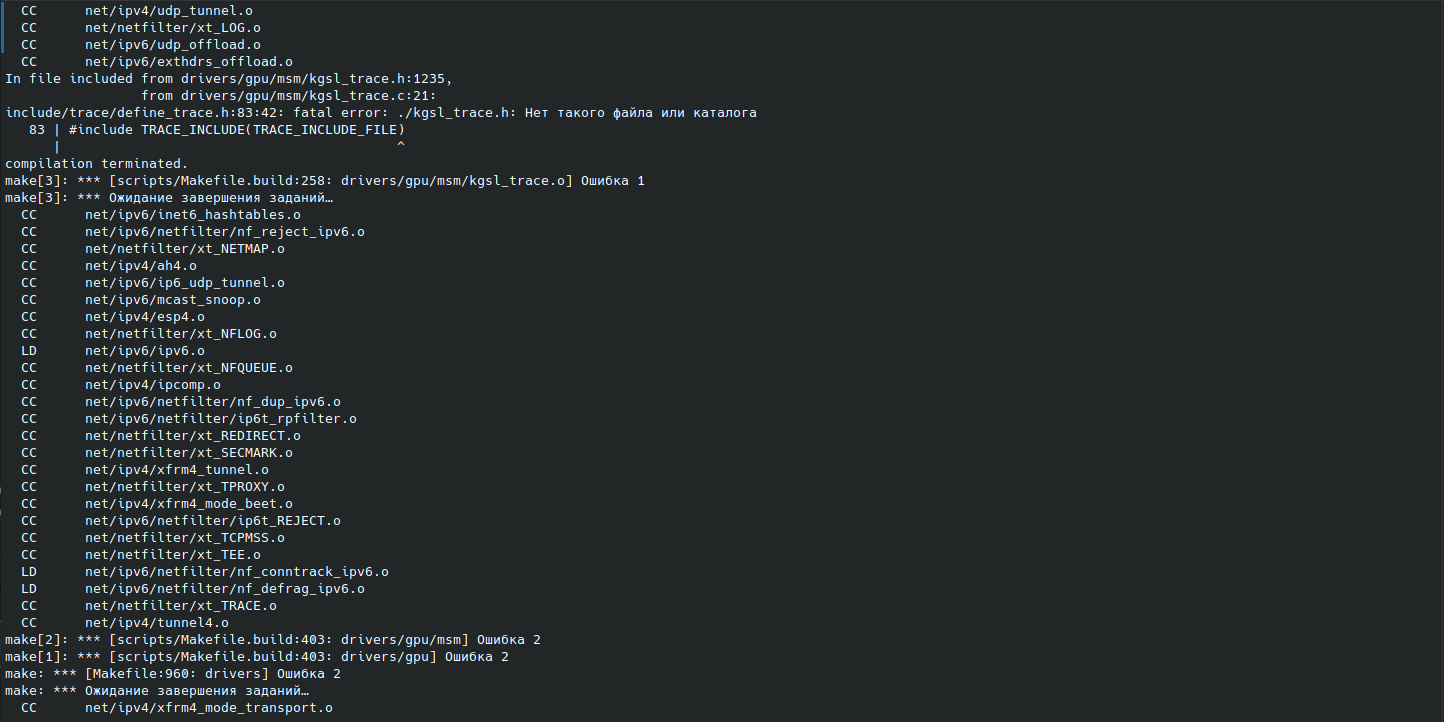 CC      net/ipv4/udp_tunnel.o
CC      net/netfilter/xt_LOG.o
CC      net/ipv6/udp_offload.o
CC      net/ipv6/exthdrs_offload.o
In file included from drivers/gpu/msm/kgsl_trace.h:1235,
                 from drivers/gpu/msm/kgsl_trace.c:21:
include/trace/define_trace.h:83:42: fatal error: ./kgsl_trace.h: Нет такого файла или каталога
   83 | #include TRACE_INCLUDE(TRACE_INCLUDE_FILE)
      |                                          ^
compilation terminated.
make[3]: *** [scripts/Makefile.build:258: drivers/gpu/msm/kgsl_trace.o] Ошибка 1
make[3]: *** Ожидание завершения заданий…
  CC      net/ipv6/inet6_hashtables.o
  CC      net/ipv6/netfilter/nf_reject_ipv6.o
  CC      net/netfilter/xt_NETMAP.o
  CC      net/ipv4/ah4.o
  CC      net/ipv6/ip6_udp_tunnel.o
  CC      net/ipv6/mcast_snoop.o
  CC      net/ipv4/esp4.o
  CC      net/netfilter/xt_NFLOG.o
  LD      net/ipv6/ipv6.o
  CC      net/netfilter/xt_NFQUEUE.o
  CC      net/ipv4/ipcomp.o
  CC      net/ipv6/netfilter/nf_dup_ipv6.o
  CC      net/ipv6/netfilter/ip6t_rpfilter.o
  CC      net/netfilter/xt_REDIRECT.o
  CC      net/netfilter/xt_SECMARK.o
  CC      net/ipv4/xfrm4_tunnel.o
  CC      net/netfilter/xt_TPROXY.o
  CC      net/ipv4/xfrm4_mode_beet.o
  CC      net/ipv6/netfilter/ip6t_REJECT.o
  CC      net/netfilter/xt_TCPMSS.o
  CC      net/netfilter/xt_TEE.o
  LD      net/ipv6/netfilter/nf_conntrack_ipv6.o
  LD      net/ipv6/netfilter/nf_defrag_ipv6.o
  CC      net/netfilter/xt_TRACE.o
  CC      net/ipv4/tunnel4.o
make[2]: *** [scripts/Makefile.build:403: drivers/gpu/msm] Ошибка 2
make[1]: *** [scripts/Makefile.build:403: drivers/gpu] Ошибка 2
make: *** [Makefile:960: drivers] Ошибка 2
make: *** Ожидание завершения заданий…
  CC      net/ipv4/xfrm4_mode_transport.o